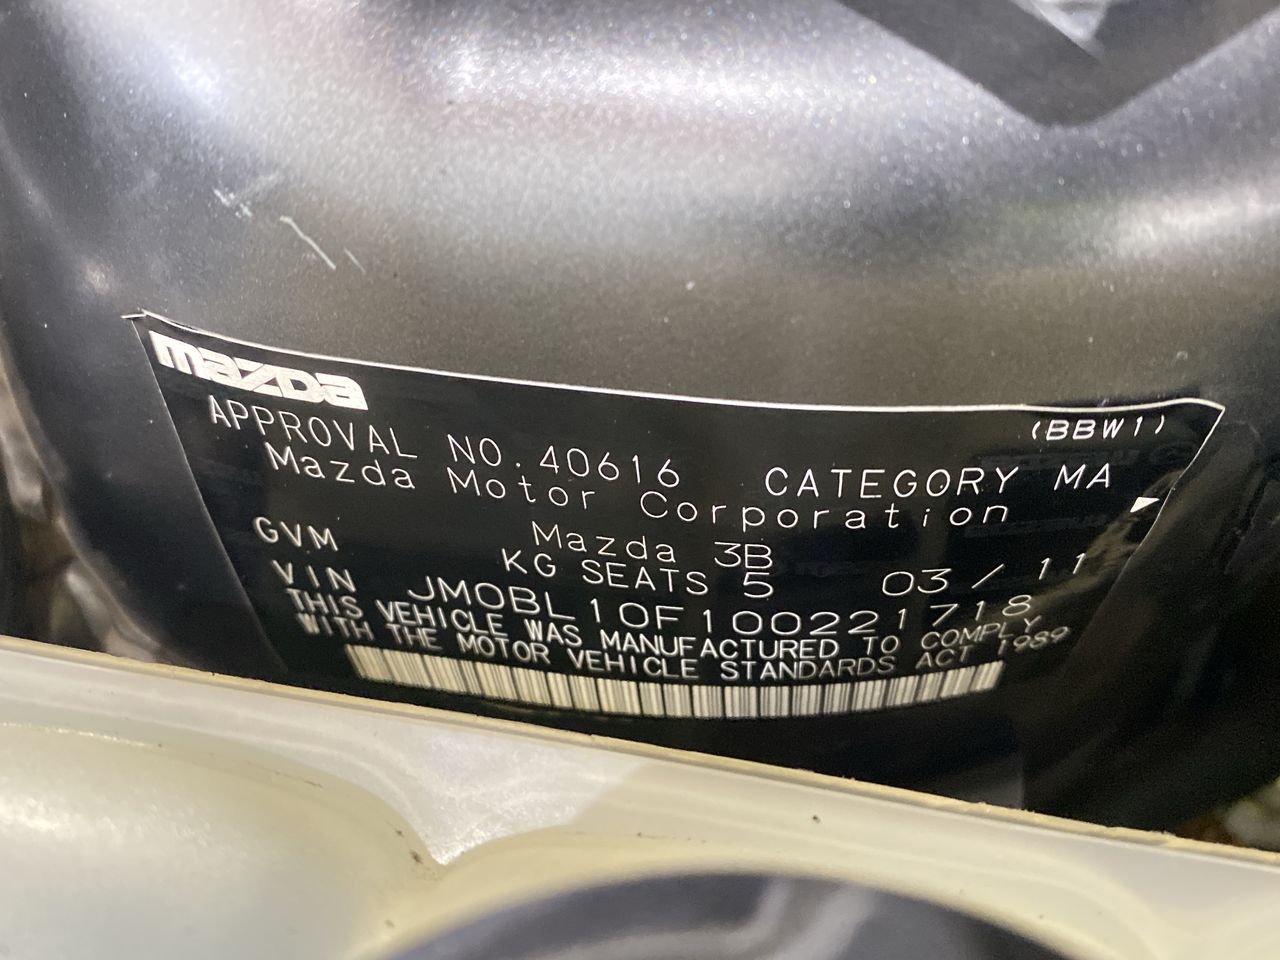 mazda
(BBW1)
APPROVAL NO. 40616 CATEGORY MA
Mazda Motor Corporation
Mazda 3B
GVM KG SEATS 5 03/11
VIN JM0BL10F100221718
THIS VEHICLE WAS MANUFACTURED TO COMPLY
WITH THE MOTOR VEHICLE STANDARDS ACT 1989